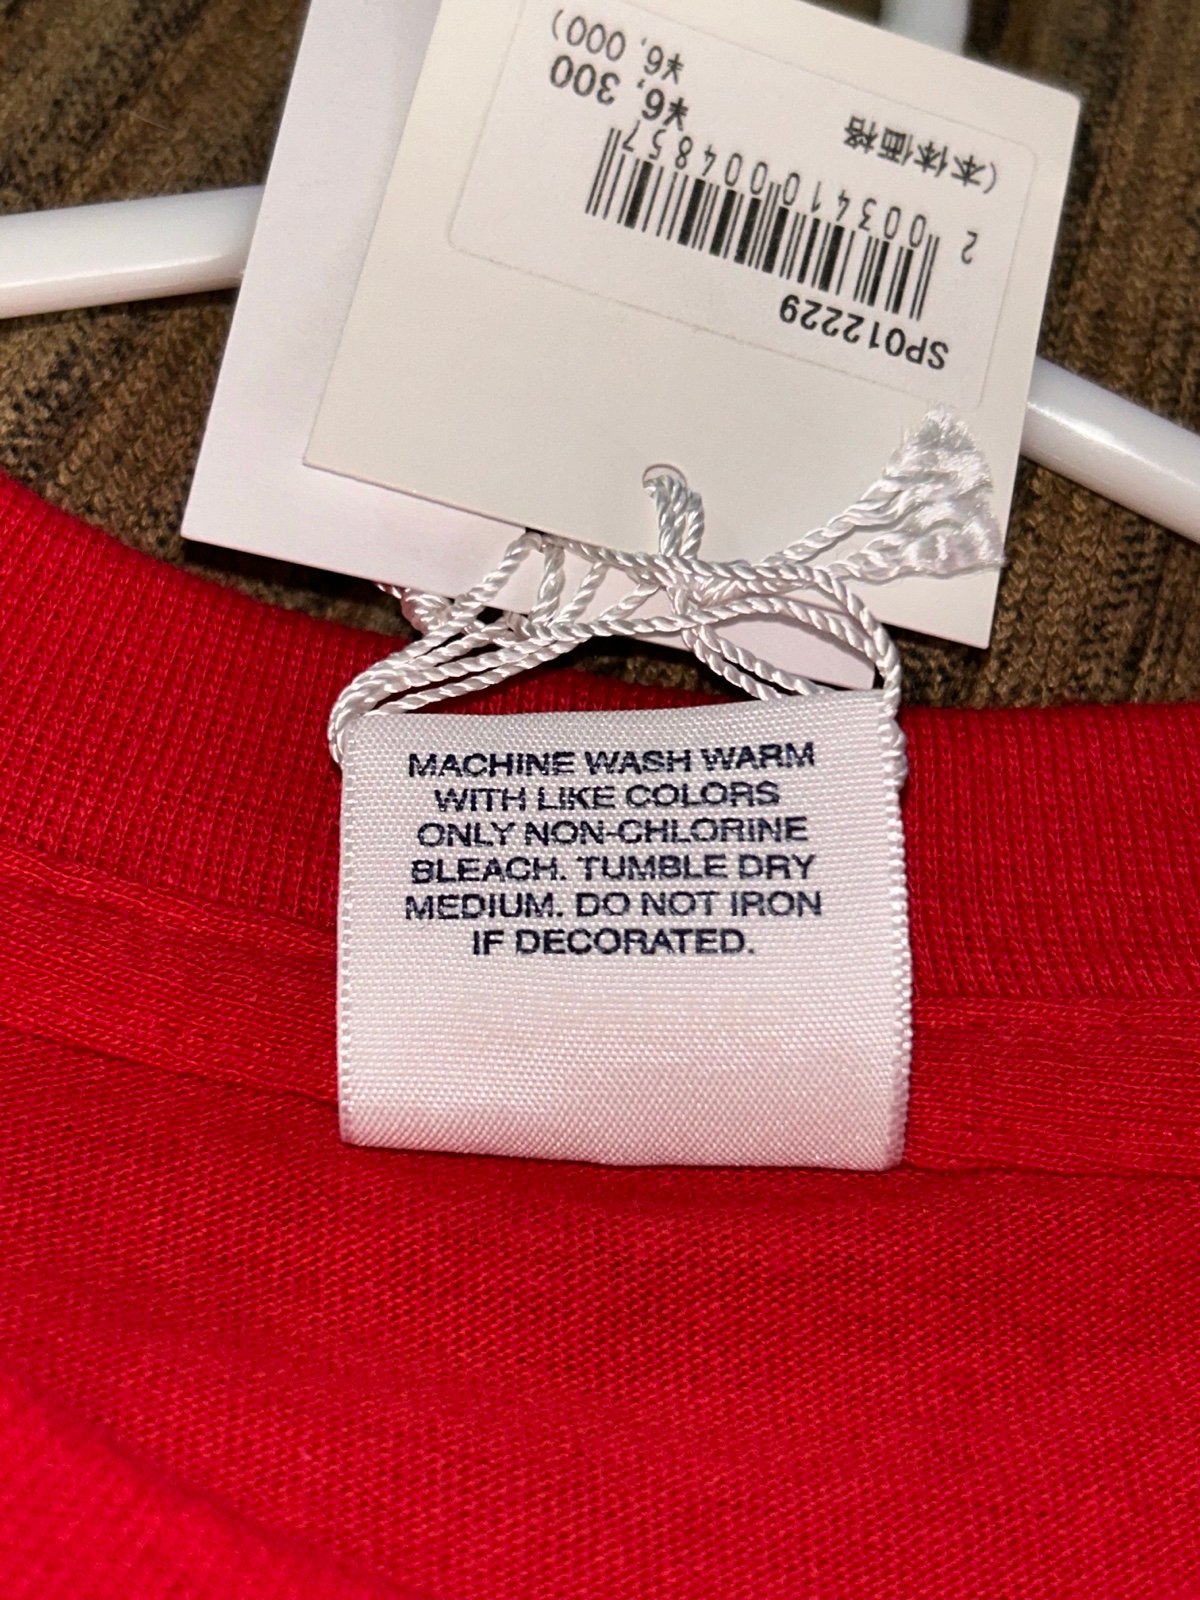 SP012229
2 003410 004857
(本体価格
¥6,300
¥6,000)
MACHINE WASH WARM
WITH LIKE COLORS
ONLY NON-CHLORINE
BLEACH. TUMBLE DRY
MEDIUM. DO NOT IRON
IF DECORATED.